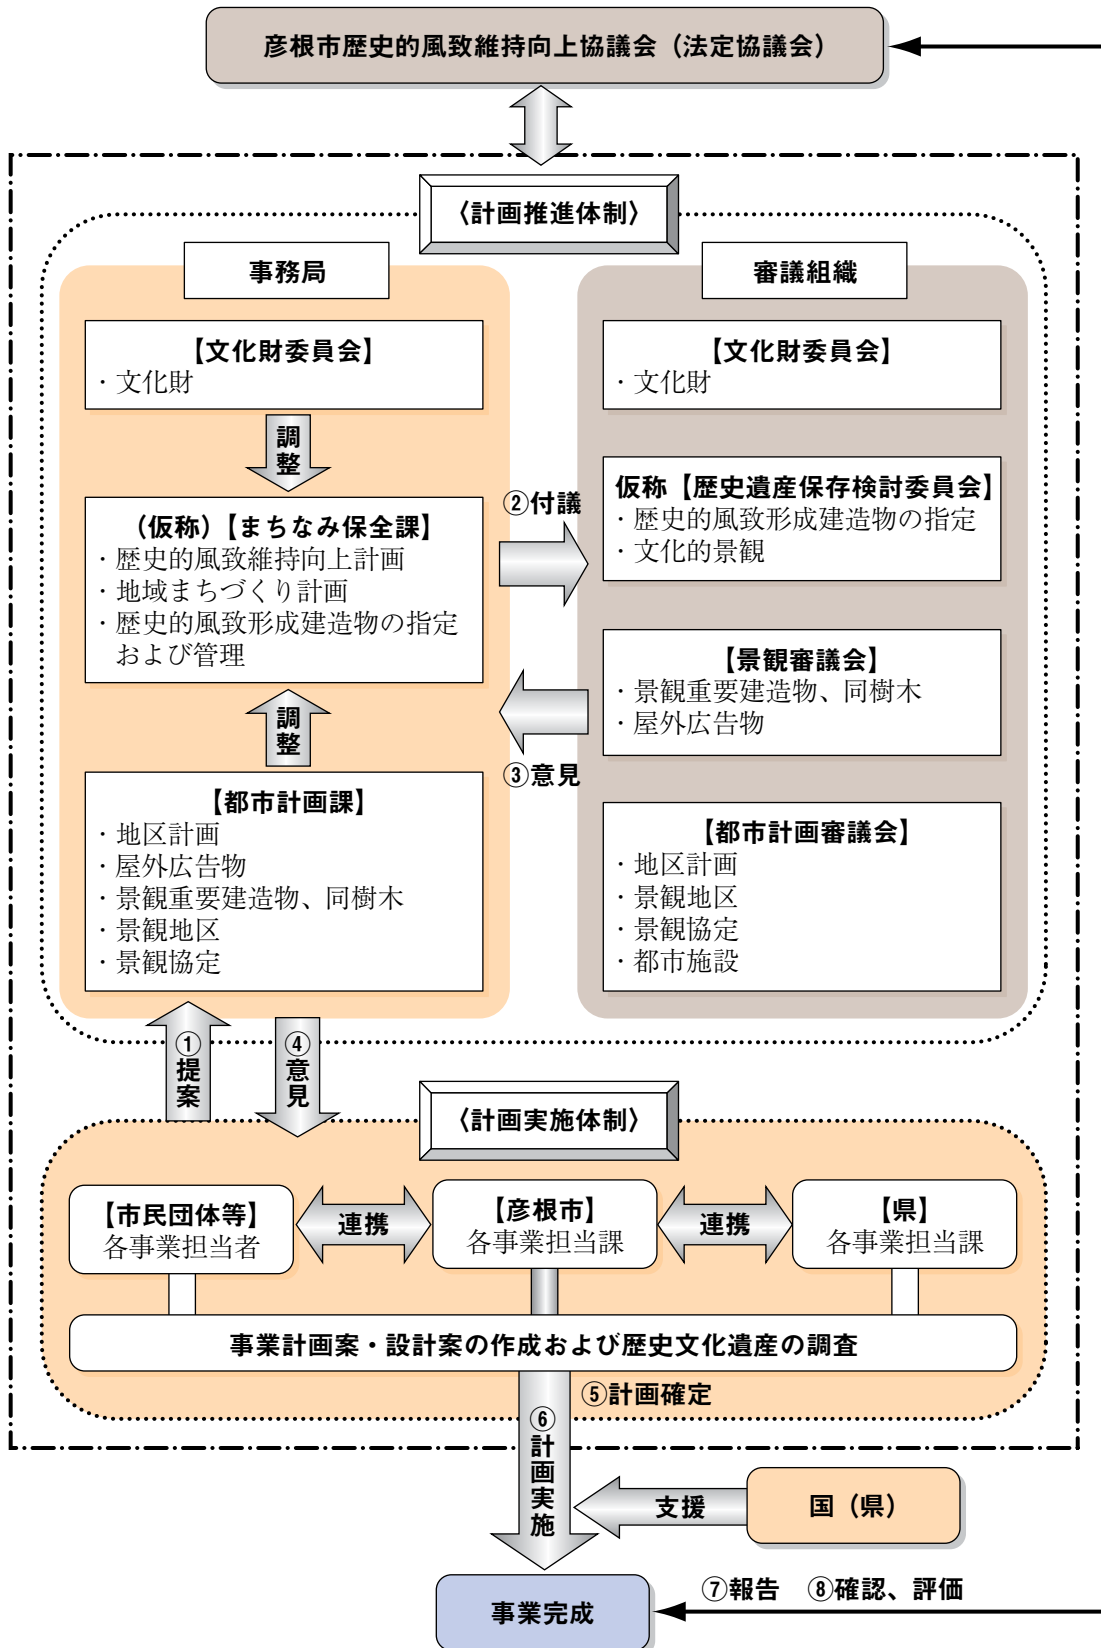 彦根市歴史的風致維持向上協議会（法定協議会）
〈計画推進体制〉
事務局
【文化財委員会】
・文化財
調整
（仮称）【まちなみ保全課】
・歴史的風致維持向上計画
・地域まちづくり計画
・歴史的風致形成建造物の指定
および管理
調整
【都市計画課】
・地区計画
・屋外広告物
・景観重要建造物、同樹木
・景観地区
・景観協定
②付議
③意見
審議組織
【文化財委員会】
・文化財
仮称【歴史遺産保存検討委員会】
・歴史的風致形成建造物の指定
・文化的景観
【景観審議会】
・景観重要建造物、同樹木
・屋外広告物
【都市計画審議会】
・地区計画
・景観地区
・景観協定
・都市施設
①提案
④意見
〈計画実施体制〉
【市民団体等】
各事業担当者
連携
【彦根市】
各事業担当課
連携
【県】
各事業担当課
事業計画案・設計案の作成および歴史文化遺産の調査
⑤計画確定
⑥計画実施
支援
国（県）
⑦報告　⑧確認、評価
事業完成